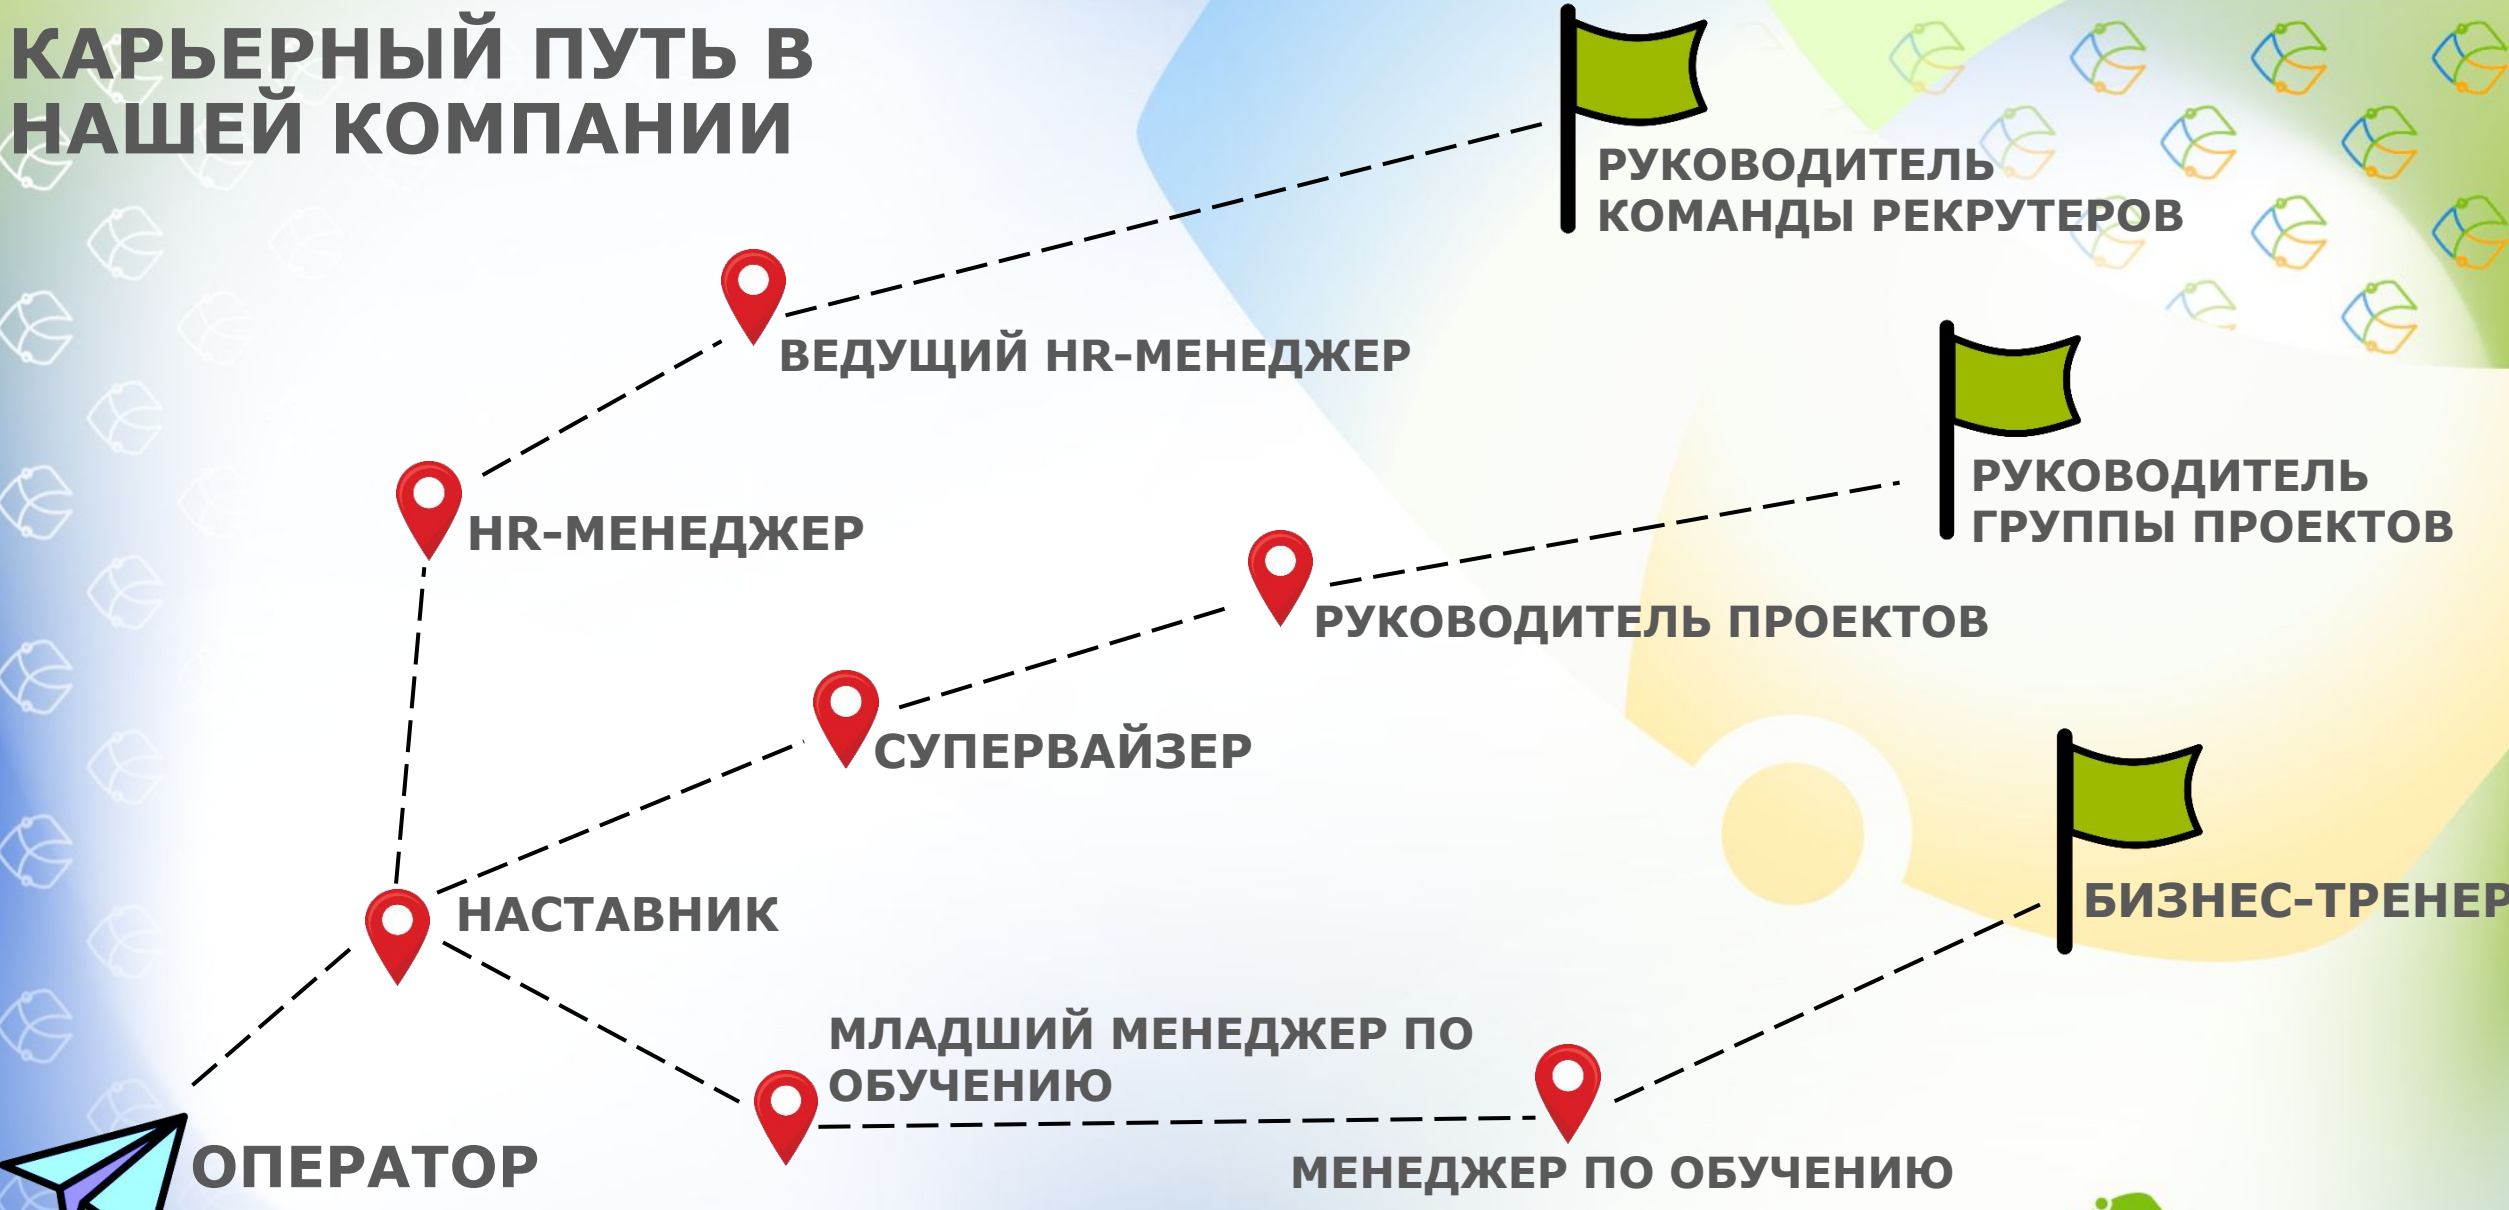 КАРЬЕРНЫЙ ПУТЬ В
НАШЕЙ КОМПАНИИ
РУКОВОДИТЕЛЬ
КОМАНДЫ РЕКРУТЕРОВ
ВЕДУЩИЙ HR-МЕНЕДЖЕР
РУКОВОДИТЕЛЬ
ГРУППЫ ПРОЕКТОВ
HR-МЕНЕДЖЕР
РУКОВОДИТЕЛЬ ПРОЕКТОВ
СУПЕРВАЙЗЕР
БИЗНЕС-ТРЕНЕР
НАСТАВНИК
МЛАДШИЙ МЕНЕДЖЕР ПО
ОБУЧЕНИЮ
ОПЕРАТОР
МЕНЕДЖЕР ПО ОБУЧЕНИЮ